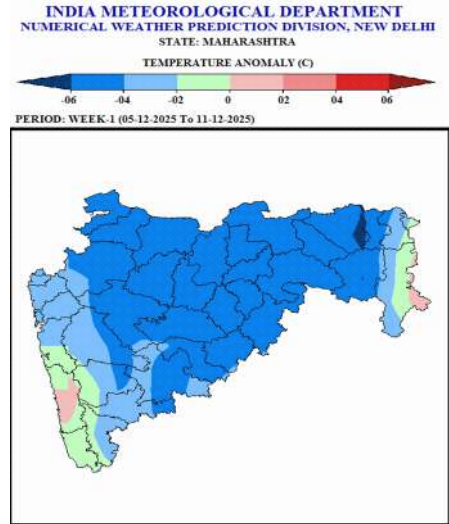 INDIA METEOROLOGICAL DEPARTMENT
NUMERICAL WEATHER PREDICTION DIVISION, NEW DELHI
STATE: MAHARASHTRA
TEMPERATURE ANOMALY (C)
-06 -04 -02 0 02 04 06
PERIOD: WEEK-1 (05-12-2025 To 11-12-2025)